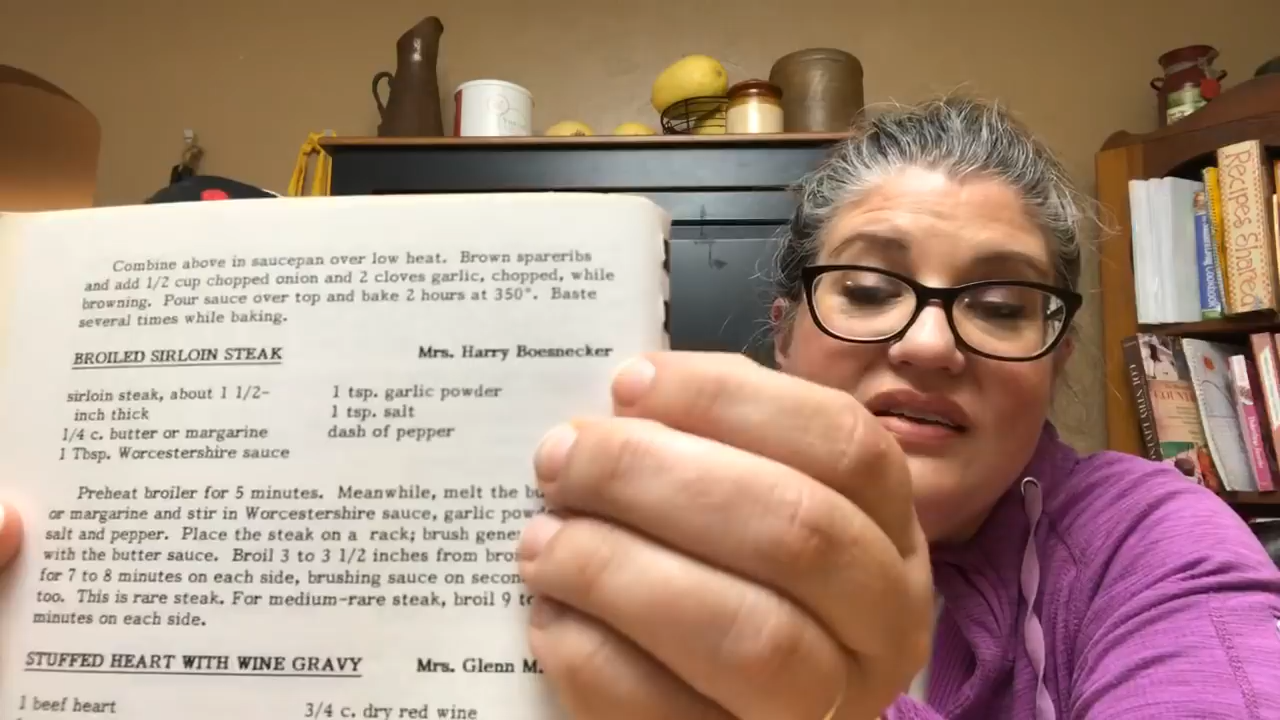 Combine above in saucepan over low heat. Brown spareribs
and add 1/2 cup chopped onion and 2 cloves garlic, chopped, while
browning. Pour sauce over top and bake 2 hours at 350°. Baste
several times while baking.
BROILED SIRLOIN STEAK Mrs. Harry Boesnecker
sirloin steak, about 1 1/2-
inch thick
1/4 c. butter or margarine
1 Tbsp. Worcestershire sauce
1 tsp. garlic powder
1 tsp. salt
dash of pepper
Preheat broiler for 5 minutes. Meanwhile, melt the
or margarine and stir in Worcestershire sauce, garlic
salt and pepper. Place the steak on a rack; brush
with the butter sauce. Broil 3 to 3 1/2 inches from
for 7 to 8 minutes on each side, brushing sauce on
too. This is rare steak. For medium-rare steak, broil 9
minutes on each side.
STUFFED HEART WITH WINE GRAVY Mrs. Glenn M.
1 beef heart
3/4 c. dry red wine
Recipes Shared
Cookbook